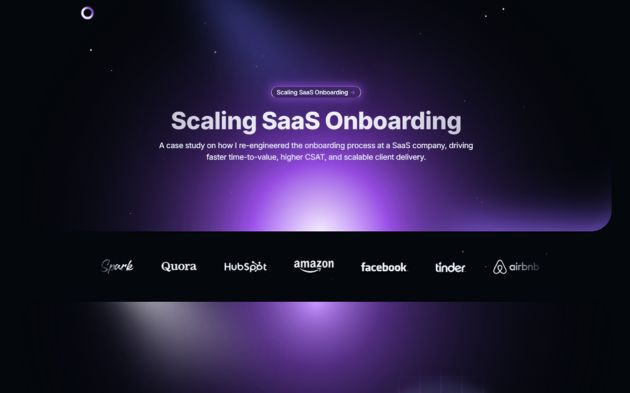 Scaling SaaS Onboarding →
Scaling SaaS Onboarding
A case study on how I re-engineered the onboarding process at a SaaS company, driving
faster time-to-value, higher CSAT, and scalable client delivery.
Spark Quora HubSpot amazon facebook tinder airbnb